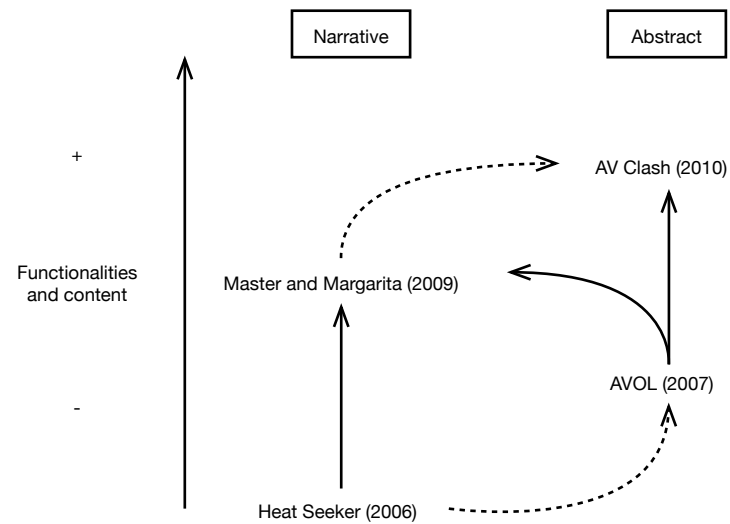 Narrative
Abstract
+
AV Clash (2010)
Functionalities
and content
Master and Margarita (2009)
AVOL (2007)
-
Heat Seeker (2006)